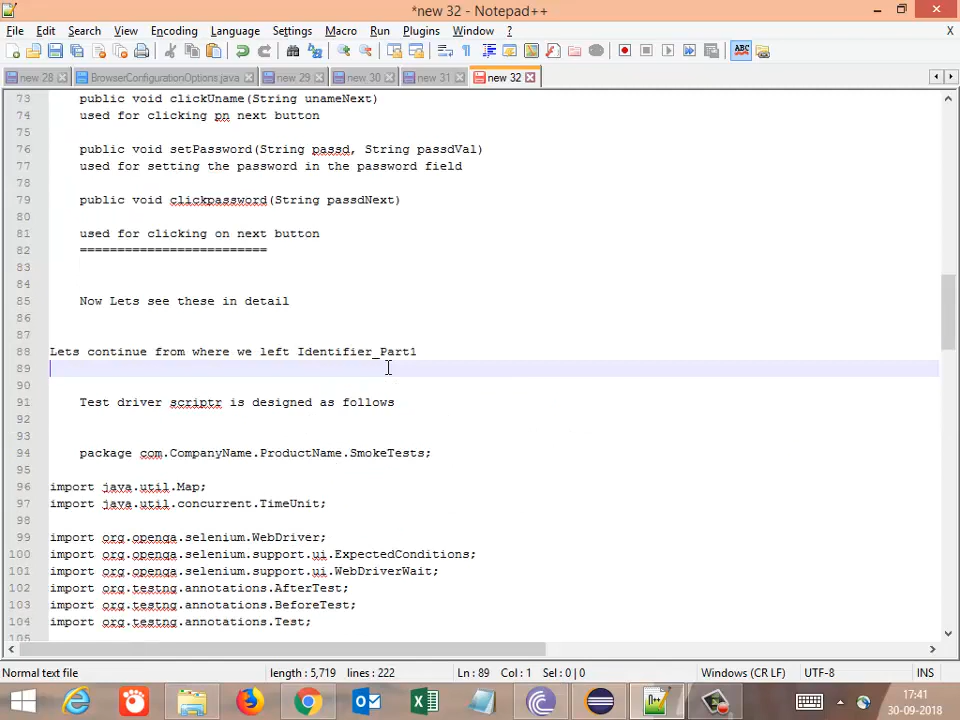 *new 32 - Notepad++
File Edit Search View Encoding Language Settings Macro Run Plugins Window ? X
new 28 BrowserConfigurationOptions.java new 29 new 30 new 31 new 32
73 public void clickUname(String unameNext)
74 used for clicking pn next button
75
76 public void setPassword(String passd, String passdVal)
77 used for setting the password in the password field
78
79 public void clickpassword(String passdNext)
80
81 used for clicking on next button
82 =========================
83
84
85 Now Lets see these in detail
86
87
88 Lets continue from where we left Identifier_Part1
89
90
91 Test driver scriptr is designed as follows
92
93
94 package com.CompanyName.ProductName.SmokeTests;
95
96 import java.util.Map;
97 import java.util.concurrent.TimeUnit;
98
99 import org.openqa.selenium.WebDriver;
100 import org.openqa.selenium.support.ui.ExpectedConditions;
101 import org.openqa.selenium.support.ui.WebDriverWait;
102 import org.testng.annotations.AfterTest;
103 import org.testng.annotations.BeforeTest;
104 import org.testng.annotations.Test;
105
Normal text file length : 5,719 lines : 222 Ln : 89 Col : 1 Sel : 0 | 0 Windows (CR LF) UTF-8 INS
17:41
30-09-2018